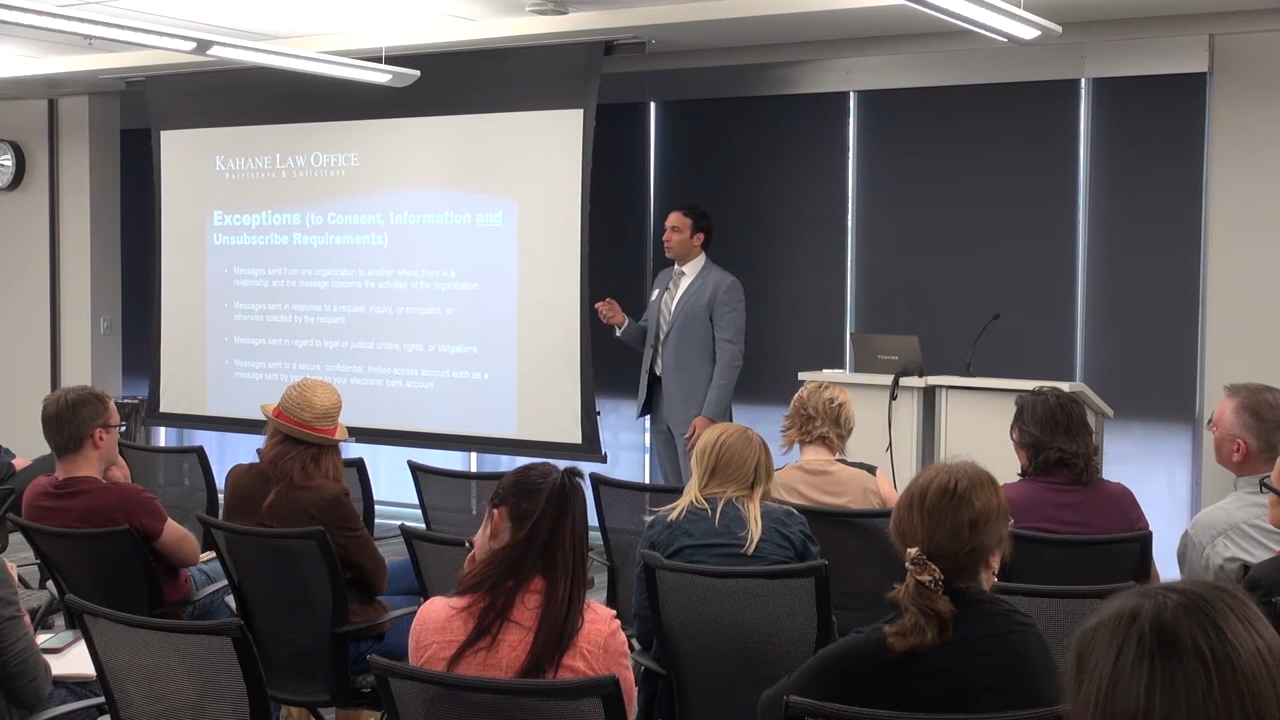 KAHANE LAW OFFICE
Barristers & Solicitors
Exceptions (to Consent, Information and
Unsubscribe Requirements)
• Messages sent from one organization to another where there is a
relationship and the message concerns the activities of the organization
• Messages sent in response to a request, inquiry, or complaint, or
otherwise solicited by the recipient
• Messages sent in regard to legal or judicial orders, rights, or obligations
• Messages sent to a secure, confidential, limited-access account such as a
message sent by your bank to your electronic bank account
TOSHIBA